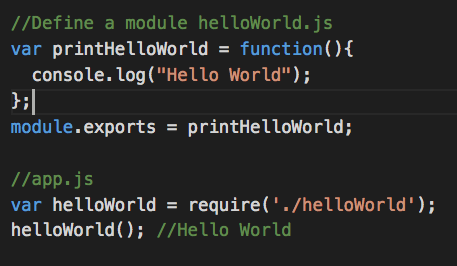 //Define a module helloWorld.js
var printHelloWorld = function(){
  console.log("Hello World");
};
module.exports = printHelloWorld;

//app.js
var helloWorld = require('./helloWorld');
helloWorld(); //Hello World